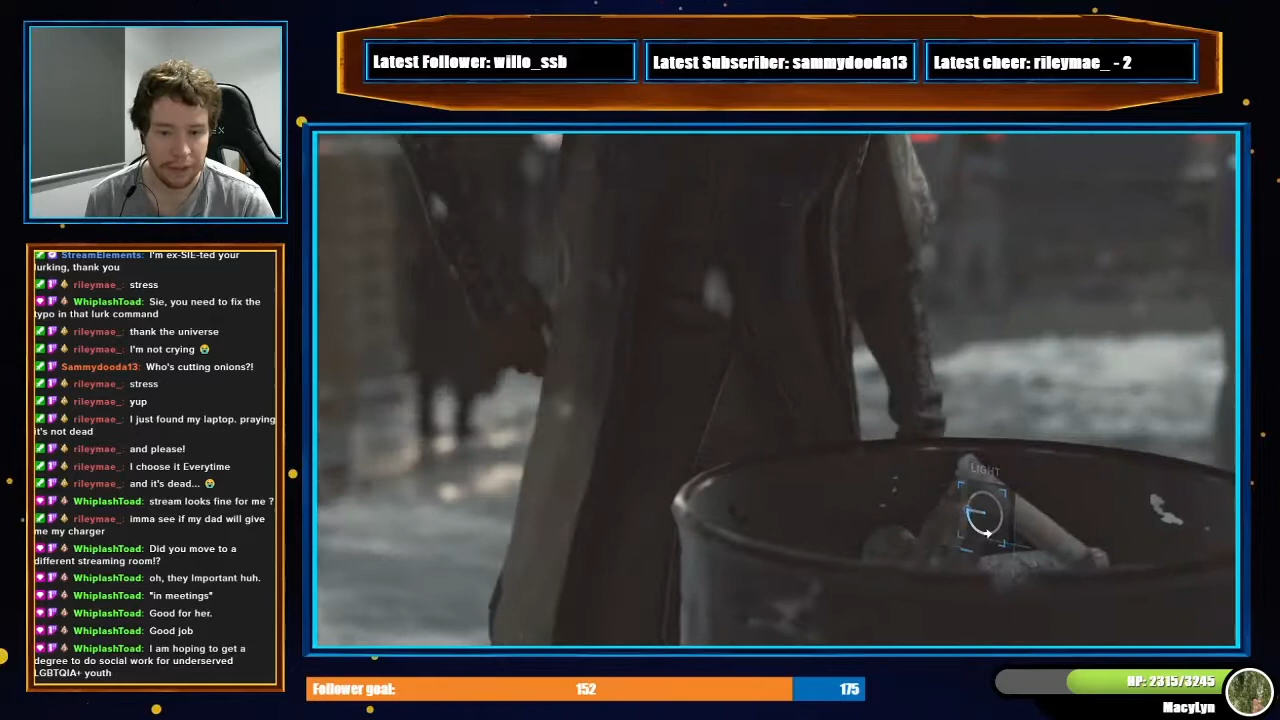 Latest Follower: willo_ssb
Latest Subscriber: sammydooda13
Latest cheer: rileymae_ - 2
EX
StreamElements: I'm ex-SIE-ted your
lurking, thank you
rileymae_: stress
WhiplashToad: Sie, you need to fix the
typo in that lurk command
rileymae_: thank the universe
rileymae_: I'm not crying 😭
Sammydooda13: Who's cutting onions?!
rileymae_: stress
rileymae_: yup
rileymae_: I just found my laptop. praying
it's not dead
rileymae_: and please!
rileymae_: I choose it Everytime
rileymae_: and it's dead... 😭
WhiplashToad: stream looks fine for me ?
rileymae_: imma see if my dad will give
me my charger
WhiplashToad: Did you move to a
different streaming room!?
WhiplashToad: oh, they Important huh.
WhiplashToad: "in meetings"
WhiplashToad: Good for her.
WhiplashToad: Good job
WhiplashToad: I am hoping to get a
degree to do social work for underserved
LGBTQIA+ youth
LIGHT
Follower goal: 152 175
HP: 2315/3245
MacyLyn